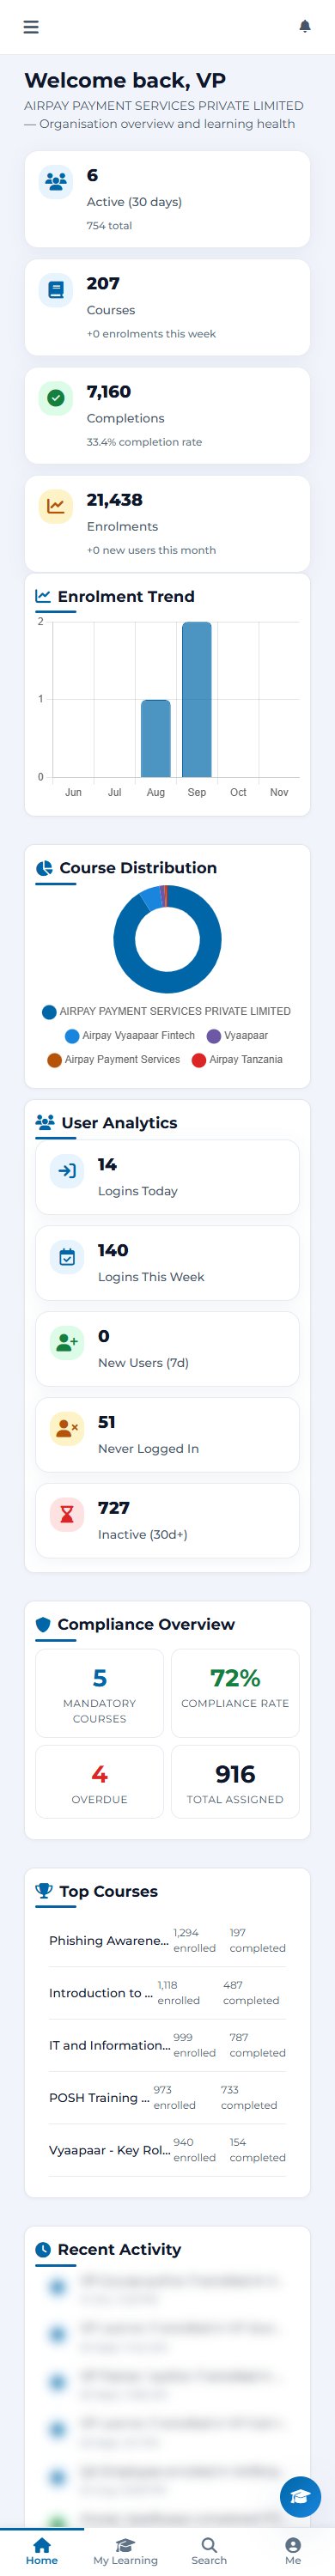 Welcome back, VP
AIRPAY PAYMENT SERVICES PRIVATE LIMITED
— Organisation overview and learning health
6
Active (30 days)
754 total
207
Courses
+0 enrolments this week
7,160
Completions
33.4% completion rate
21,438
Enrolments
+0 new users this month
Enrolment Trend
2
1
0
Jun Jul Aug Sep Oct Nov
Course Distribution
AIRPAY PAYMENT SERVICES PRIVATE LIMITED
Airpay Vyaapaar Fintech Vyaapaar
Airpay Payment Services Airpay Tanzania
User Analytics
14
Logins Today
140
Logins This Week
0
New Users (7d)
51
Never Logged In
727
Inactive (30d+)
Compliance Overview
5
MANDATORY
COURSES
72%
COMPLIANCE RATE
4
OVERDUE
916
TOTAL ASSIGNED
Top Courses
Phishing Awarene... 1,294 enrolled 197 completed
Introduction to ... 1,118 enrolled 487 completed
IT and Information... 999 enrolled 787 completed
POSH Training ... 973 enrolled 733 completed
Vyaapaar - Key Rol... 940 enrolled 154 completed
Recent Activity
Home My Learning Search Me